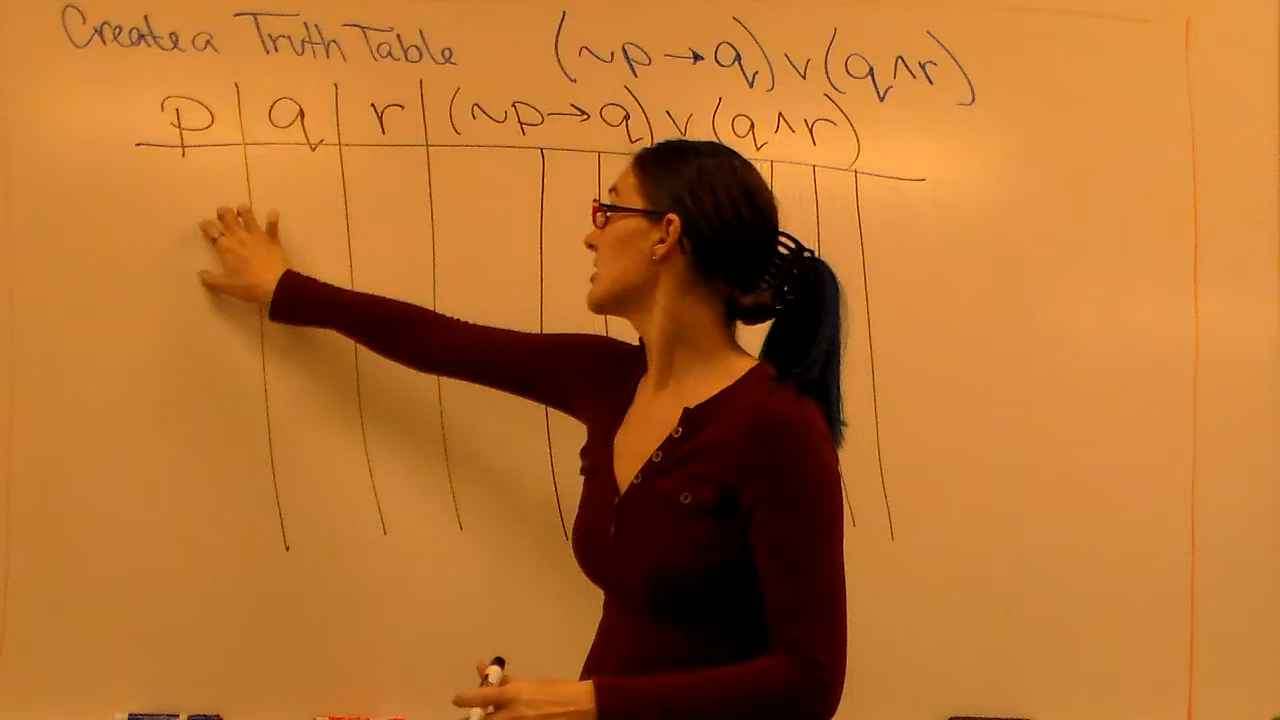 Create a Truth Table (~p→q)v(q^r)
p q r (~p→q)v(q^r)